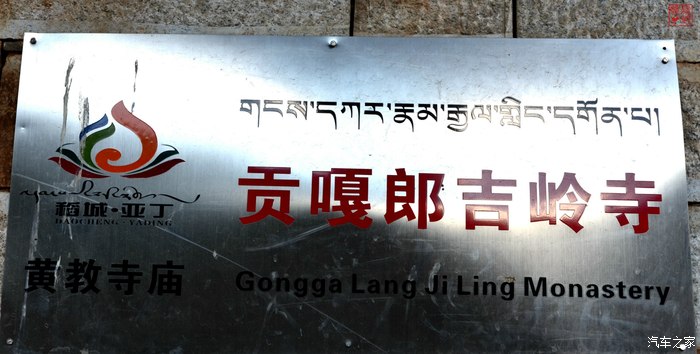 གངས་དཀར་རྣམ་རྒྱལ་གླིང་དགོན་པ།
贡嘎郎吉岭寺
稻城·亚丁
DAOCHENG·YADING
黄教寺庙
Gongga Lang Ji Ling Monastery
汽车之家